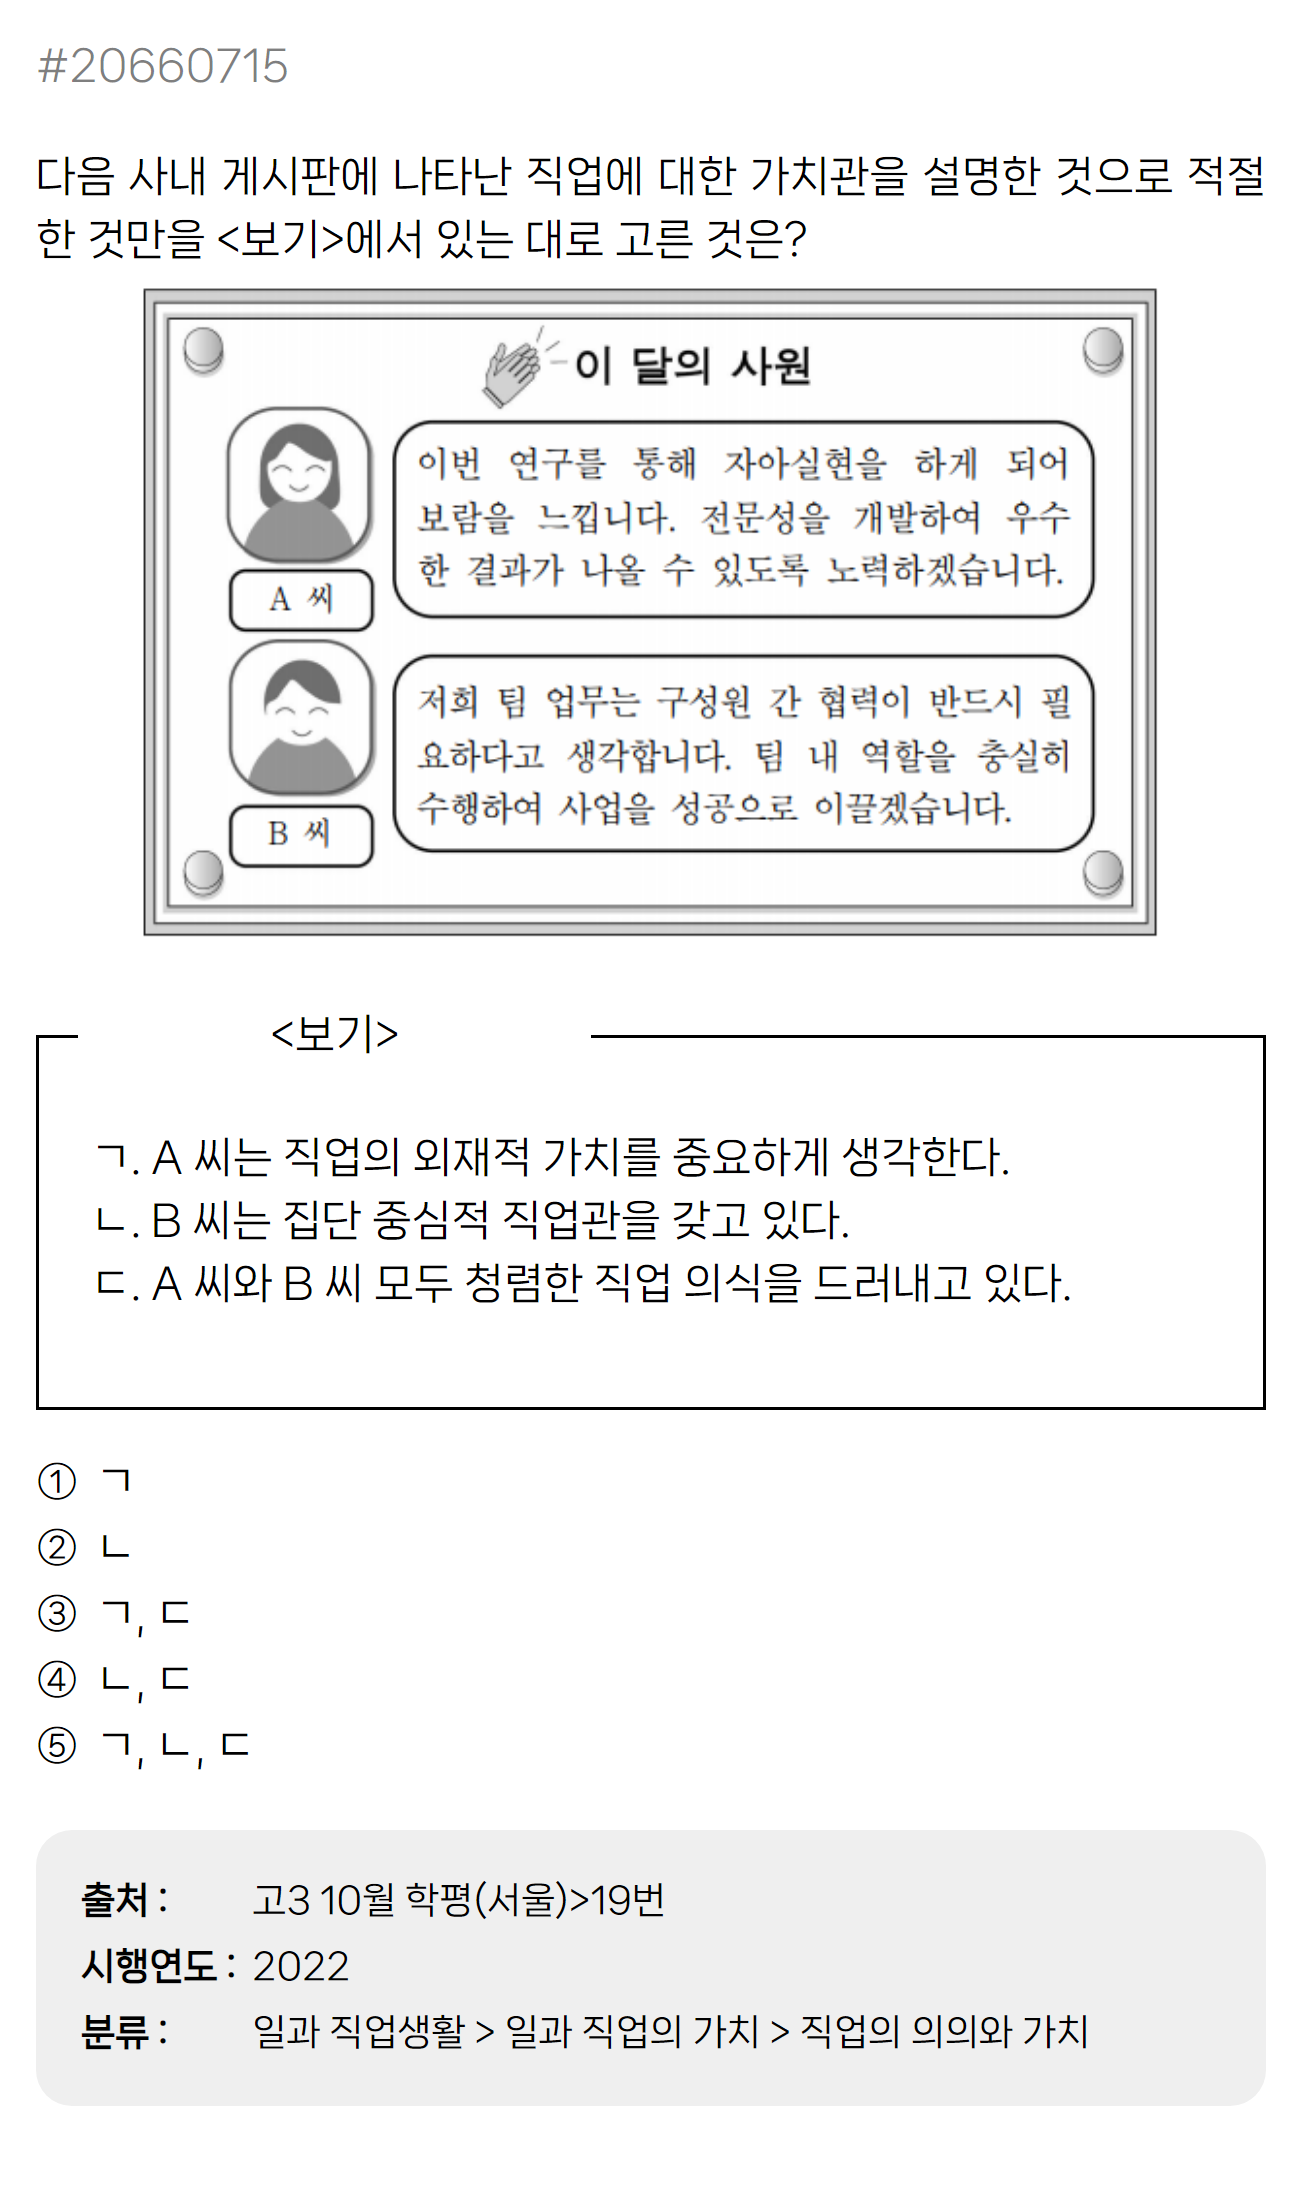 #20660715
다음 사내 게시판에 나타난 직업에 대한 가치관을 설명한 것으로 적절
한 것만을 <보기>에서 있는 대로 고른 것은?
이 달의 사원
이번 연구를 통해 자아실현을 하게 되어
보람을 느낍니다. 전문성을 개발하여 우수
한 결과가 나올 수 있도록 노력하겠습니다.
A 씨
저희 팀 업무는 구성원 간 협력이 반드시 필
요하다고 생각합니다. 팀 내 역할을 충실히
수행하여 사업을 성공으로 이끌겠습니다.
B 씨
<보기>
ㄱ. A 씨는 직업의 외재적 가치를 중요하게 생각한다.
ㄴ. B 씨는 집단 중심적 직업관을 갖고 있다.
ㄷ. A 씨와 B 씨 모두 청렴한 직업 의식을 드러내고 있다.
① ㄱ
② ㄴ
③ ㄱ, ㄷ
④ ㄴ, ㄷ
⑤ ㄱ, ㄴ, ㄷ
출처 : 고3 10월 학평(서울)>19번
시행연도 : 2022
분류 : 일과 직업생활 > 일과 직업의 가치 > 직업의 의의와 가치